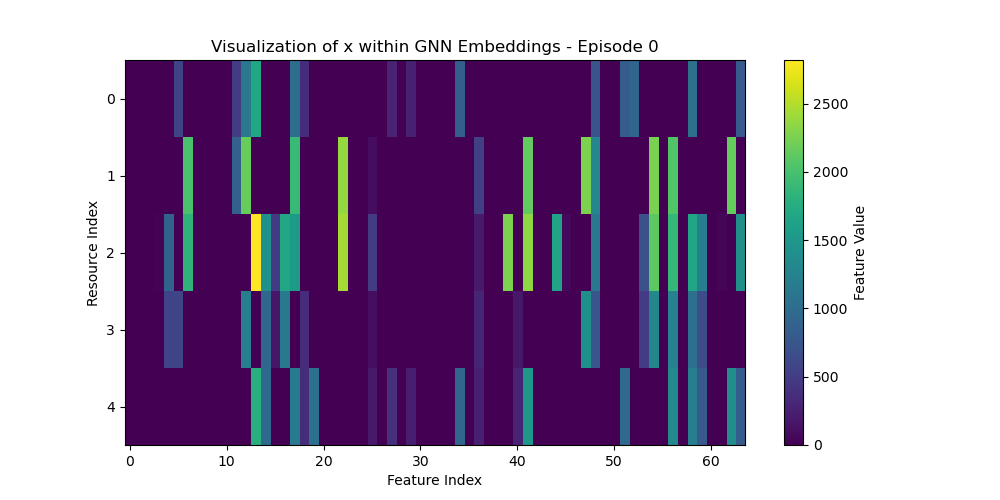 Visualization of x within GNN Embeddings - Episode 0
Resource Index
0
1
2
3
4
0 10 20 30 40 50 60
Feature Index
2500
2000
1500
1000
500
0
Feature Value